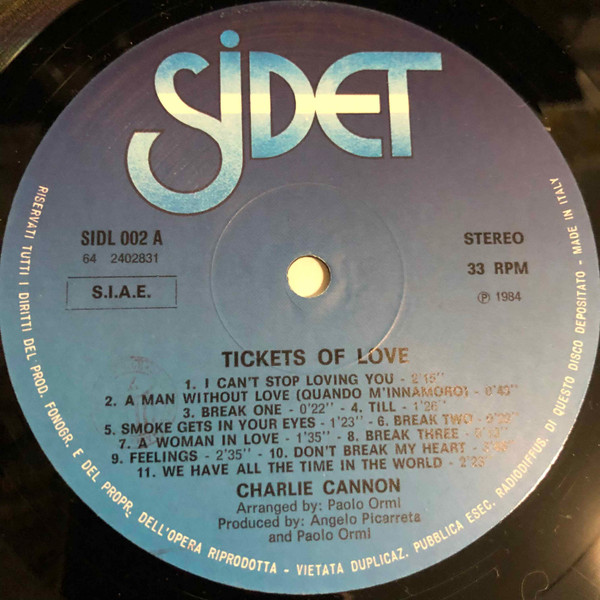 SIDET
SIDL 002 A
64 2402831
S.I.A.E.
STEREO
33 RPM
℗ 1984
TICKETS OF LOVE
1. I CAN'T STOP LOVING YOU - 2'15"
2. A MAN WITHOUT LOVE (QUANDO M'INNAMORO) - 0'43"
3. BREAK ONE - 0'22" - 4. TILL - 1'26"
5. SMOKE GETS IN YOUR EYES - 1'23" - 6. BREAK TWO -
7. A WOMAN IN LOVE - 1'35" - 8. BREAK THREE -
9. FEELINGS - 2'35" - 10. DON'T BREAK MY HEART -
11. WE HAVE ALL THE TIME IN THE WORLD -
CHARLIE CANNON
Arranged by: Paolo Ormi
Produced by: Angelo Picarreta
and Paolo Ormi
RISERVATI TUTTI I DIRITTI DEL PROD. FONOGR. E DEL PROPR. DELL'OPERA RIPRODOTTA - VIETATA DUPLICAZ. PUBBLICA ESEC. RADIODIFFUS. DI QUESTO DISCO DEPOSITATO - MADE IN ITALY